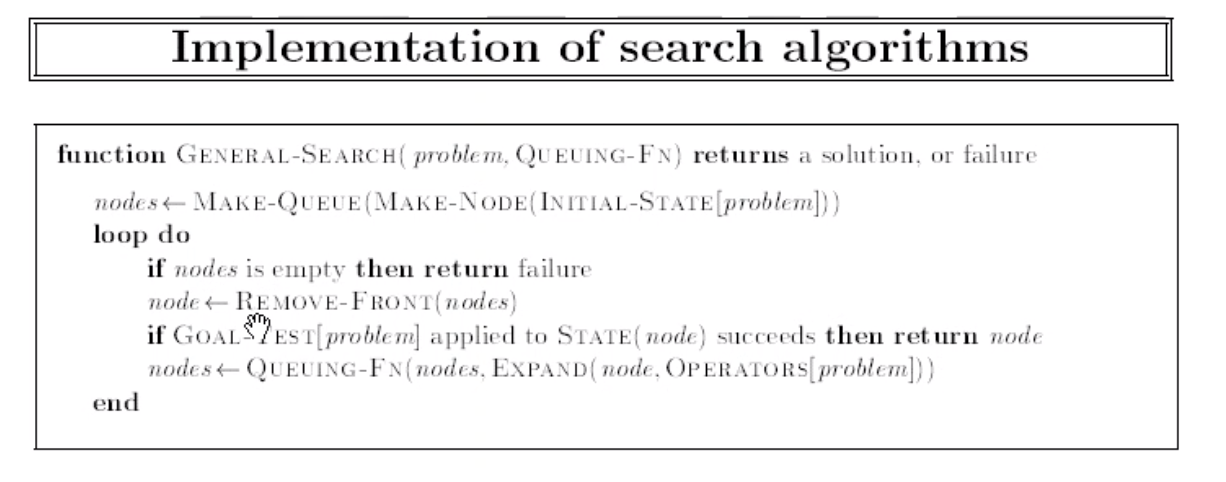 Implementation of search algorithms
function GENERAL-SEARCH( problem, QUEUING-FN) returns a solution, or failure
nodes ← MAKE-QUEUE(MAKE-NODE(INITIAL-STATE[problem]))
loop do
if nodes is empty then return failure
node ← REMOVE-FRONT(nodes)
if GOAL-TEST[problem] applied to STATE(node) succeeds then return node
nodes ← QUEUING-FN(nodes, EXPAND(node, OPERATORS[problem]))
end